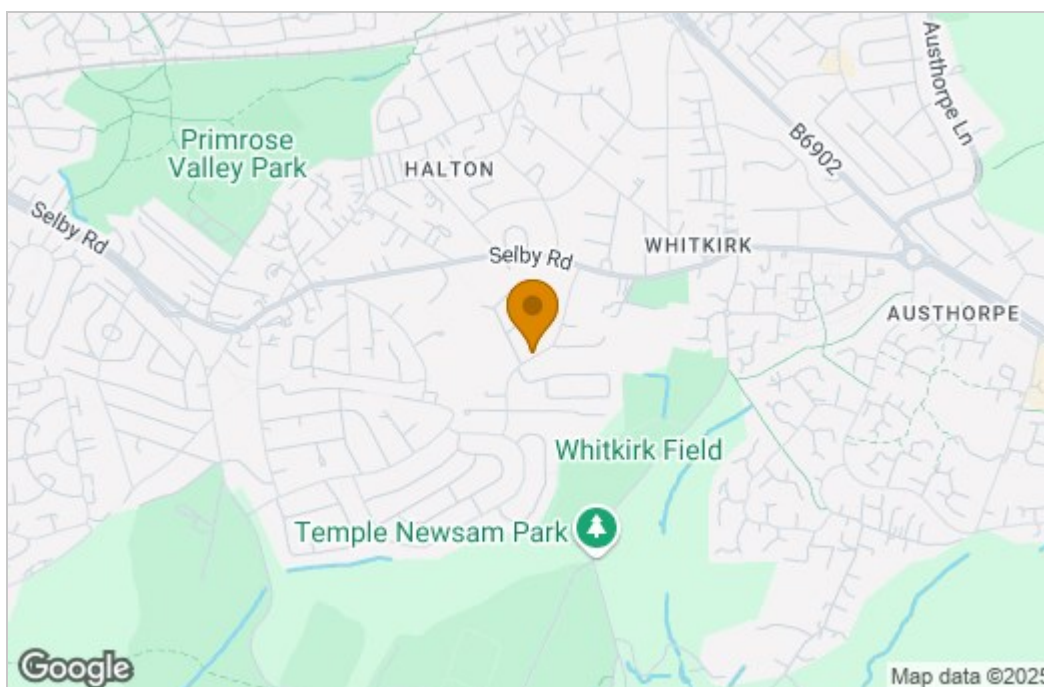 Primrose
Valley Park
HALTON
Austhorpe Ln
B6902
Selby Rd
Selby Rd
WHITKIRK
AUSTHORPE
Whitkirk Field
Temple Newsam Park
Google
Map data ©2025